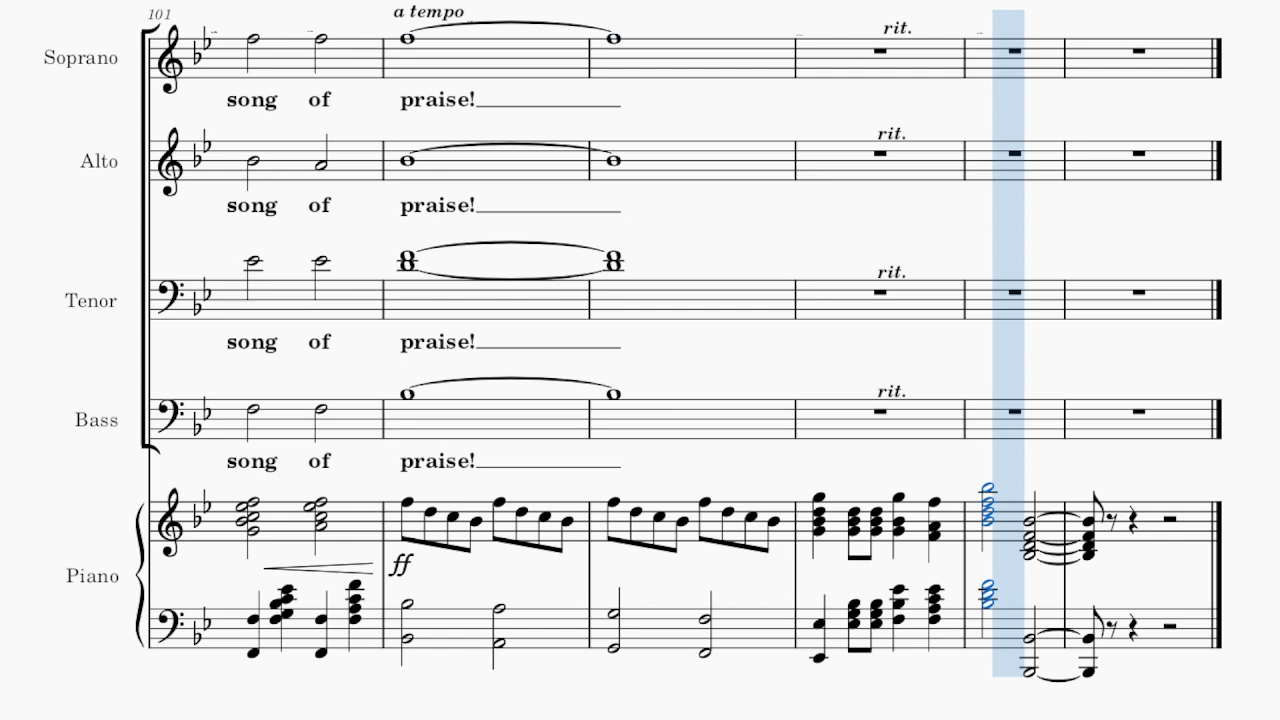 101
a tempo
rit.
Soprano
song of praise!
rit.
Alto
song of praise!
rit.
Tenor
song of praise!
rit.
Bass
song of praise!
ff
Piano